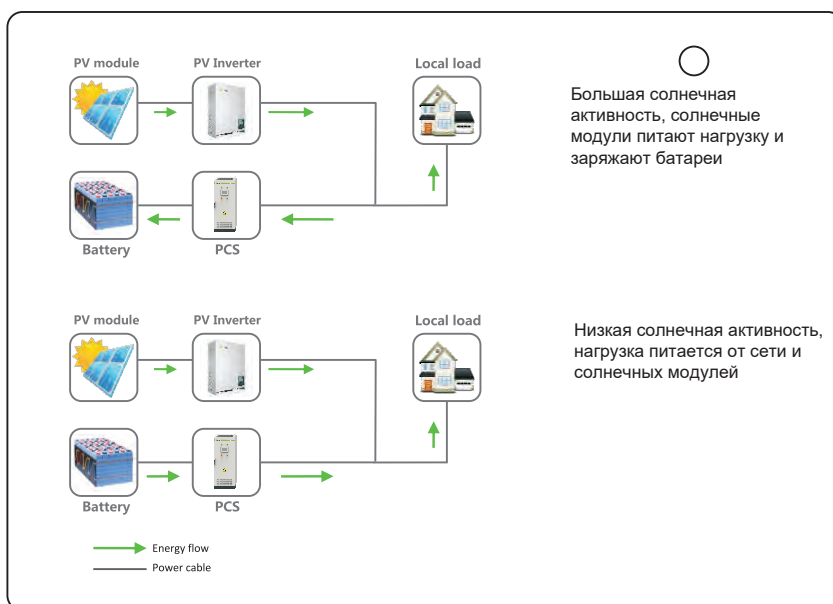 PV module
PV Inverter
Local load
Большая солнечная
активность, солнечные
модули питают нагрузку и
заряжают батареи
Battery
PCS
PV module
PV Inverter
Local load
Низкая солнечная активность,
нагрузка питается от сети и
солнечных модулей
Battery
PCS
Energy flow
Power cable